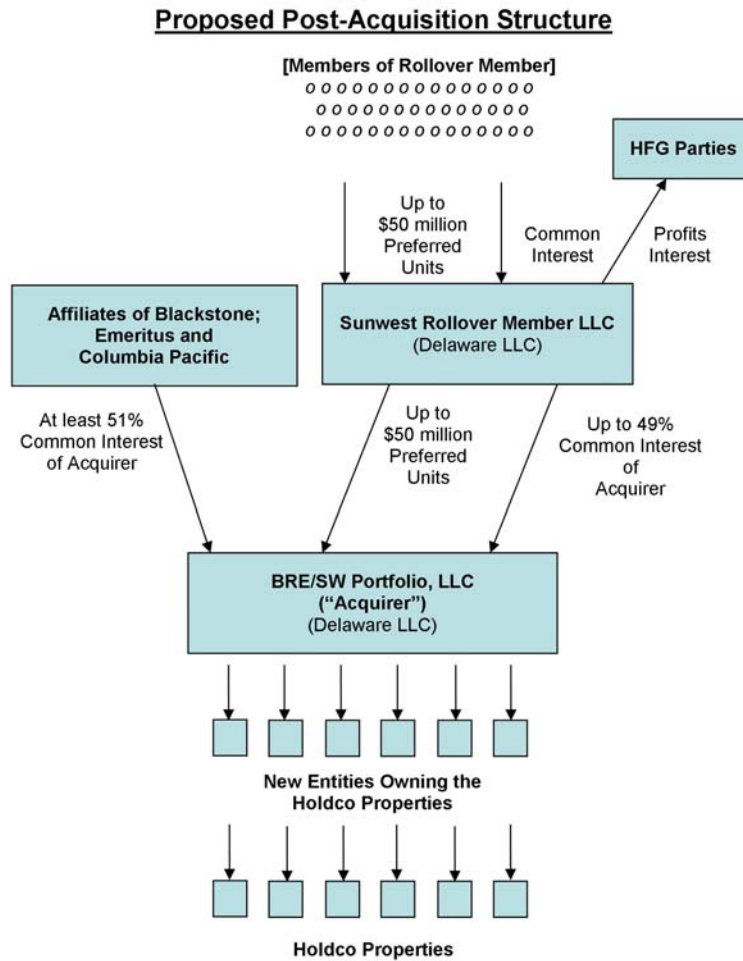 Proposed Post-Acquisition Structure
[Members of Rollover Member]
o o o o o o o o o o o o o o o
o o o o o o o o o o o o o o
o o o o o o o o o o o o o o o
HFG Parties
Up to
$50 million
Preferred
Units
Common
Interest
Profits
Interest
Affiliates of Blackstone;
Emeritus and
Columbia Pacific
Sunwest Rollover Member LLC
(Delaware LLC)
At least 51%
Common Interest
of Acquirer
Up to
$50 million
Preferred
Units
Up to 49%
Common Interest
of
Acquirer
BRE/SW Portfolio, LLC
(“Acquirer”)
(Delaware LLC)
New Entities Owning the
Holdco Properties
Holdco Properties